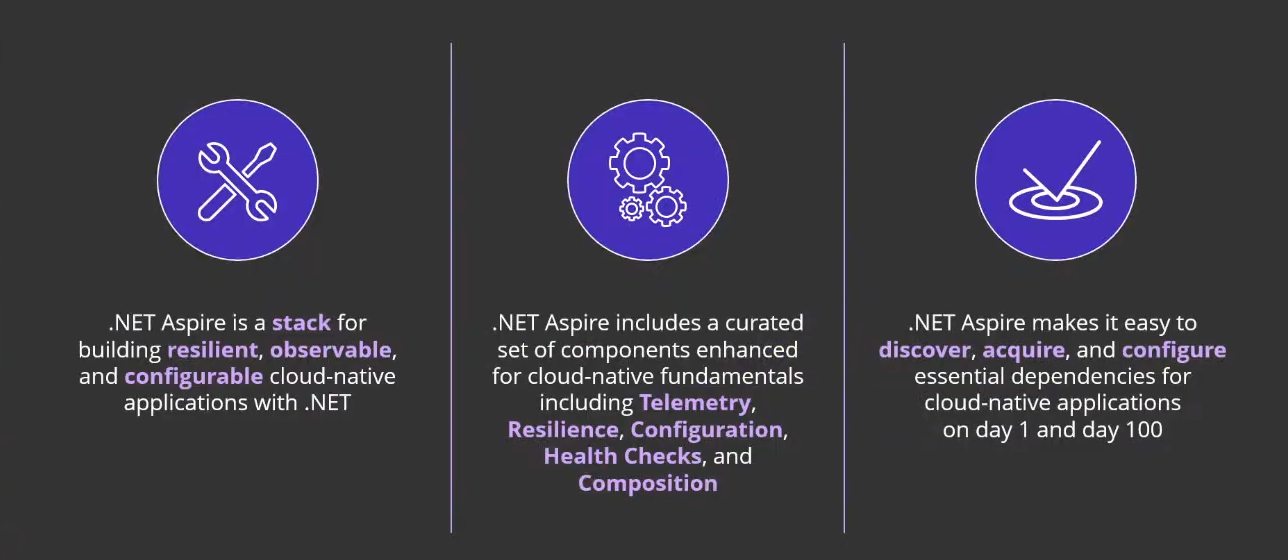 .NET Aspire is a stack for
building resilient, observable,
and configurable cloud-native
applications with .NET
.NET Aspire includes a curated
set of components enhanced
for cloud-native fundamentals
including Telemetry,
Resilience, Configuration,
Health Checks, and
Composition
.NET Aspire makes it easy to
discover, acquire, and configure
essential dependencies for
cloud-native applications
on day 1 and day 100